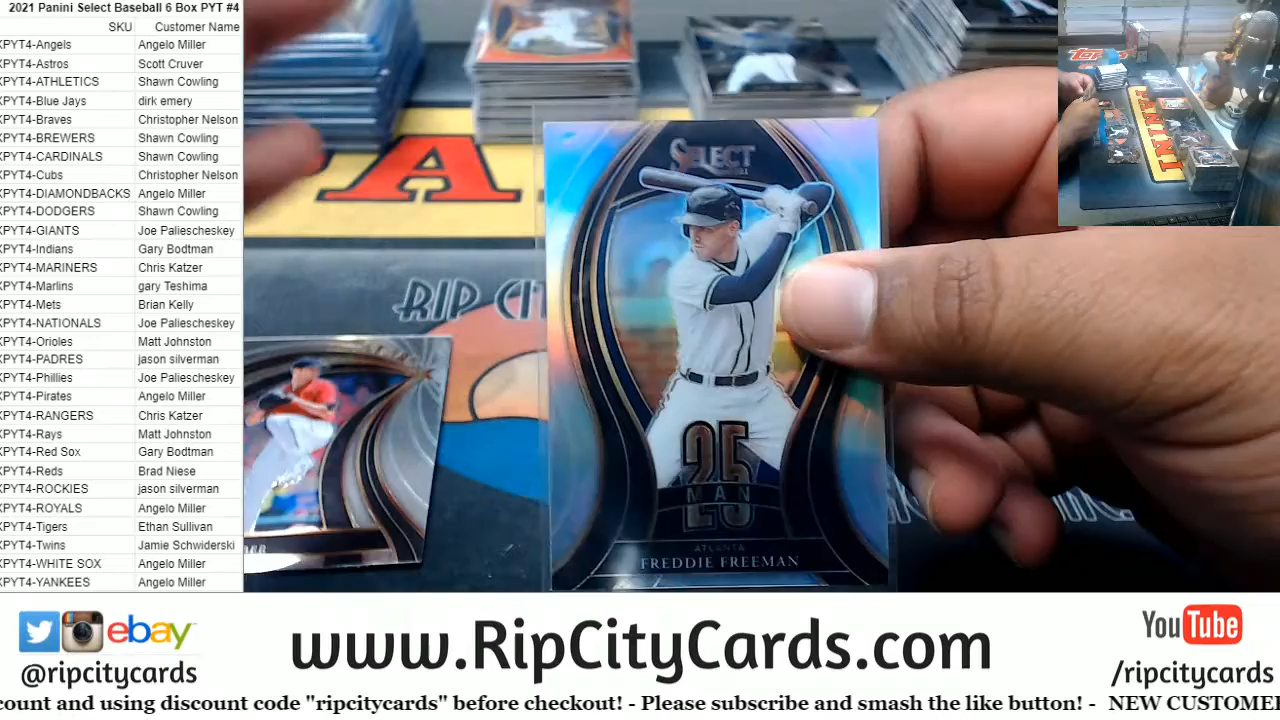 2021 Panini Select Baseball 6 Box PYT #4
SKU Customer Name
XPYT4-Angels Angelo Miller
XPYT4-Astros Scott Cruver
XPYT4-ATHLETICS Shawn Cowling
XPYT4-Blue Jays dirk emery
XPYT4-Braves Christopher Nelson
XPYT4-BREWERS Shawn Cowling
XPYT4-CARDINALS Shawn Cowling
XPYT4-Cubs Christopher Nelson
XPYT4-DIAMONDBACKS Angelo Miller
XPYT4-DODGERS Shawn Cowling
XPYT4-GIANTS Joe Paliescheskey
XPYT4-Indians Gary Bodtman
XPYT4-MARINERS Chris Katzer
XPYT4-Marlins gary Teshima
XPYT4-Mets Brian Kelly
XPYT4-NATIONALS Joe Paliescheskey
XPYT4-Orioles Matt Johnston
XPYT4-PADRES jason silverman
XPYT4-Phillies Joe Paliescheskey
XPYT4-Pirates Angelo Miller
XPYT4-RANGERS Chris Katzer
XPYT4-Rays Matt Johnston
XPYT4-Red Sox Gary Bodtman
XPYT4-Reds Brad Niese
XPYT4-ROCKIES jason silverman
XPYT4-ROYALS Angelo Miller
XPYT4-Tigers Ethan Sullivan
XPYT4-Twins Jamie Schwiderski
XPYT4-WHITE SOX Angelo Miller
XPYT4-YANKEES Angelo Miller
A
RIP CIT
SELECT
25
MAN
ATLANTA
FREDDIE FREEMAN
Topps
PANINI
ebay
@ripcitycards
www.RipCityCards.com
YouTube
/ripcitycards
count and using discount code "ripcitycards" before checkout! - Please subscribe and smash the like button! - NEW CUSTOME